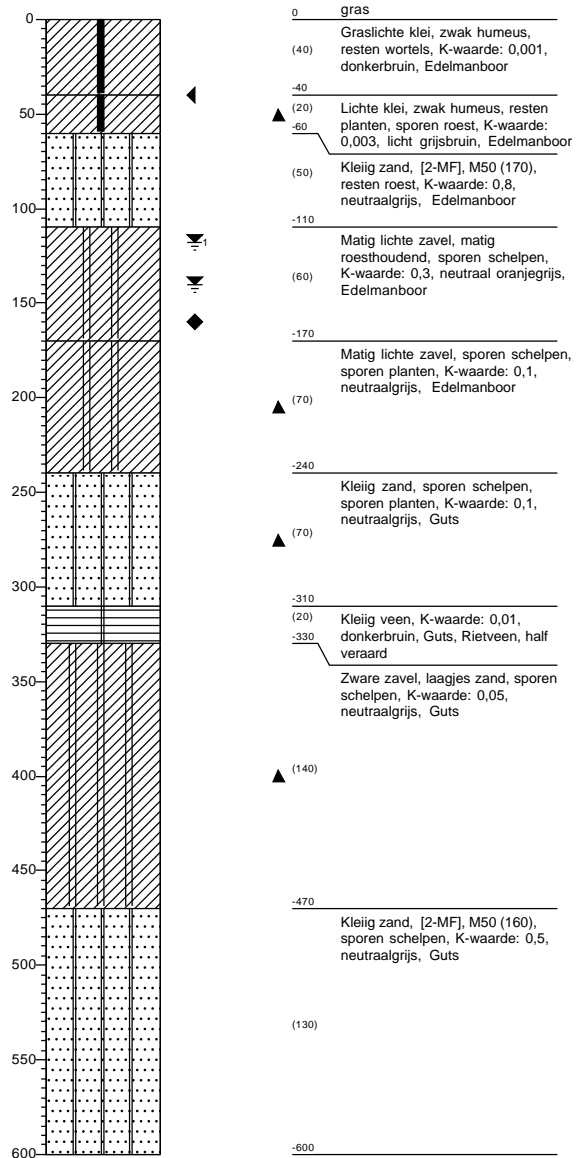 0
50
100
150
200
250
300
350
400
450
500
550
600
1
0
gras
(40)
Graslichte klei, zwak humeus,
resten wortels, K-waarde: 0,001,
donkerbruin, Edelmanboor
-40
(20)
Lichte klei, zwak humeus, resten
planten, sporen roest, K-waarde:
0,003, licht grijsbruin, Edelmanboor
-60
(50)
Kleiig zand, [2-MF], M50 (170),
resten roest, K-waarde: 0,8,
neutraalgrijs, Edelmanboor
-110
(60)
Matig lichte zavel, matig
roesthoudend, sporen schelpen,
K-waarde: 0,3, neutraal oranjegrijs,
Edelmanboor
-170
(70)
Matig lichte zavel, sporen schelpen,
sporen planten, K-waarde: 0,1,
neutraalgrijs, Edelmanboor
-240
(70)
Kleiig zand, sporen schelpen,
sporen planten, K-waarde: 0,1,
neutraalgrijs, Guts
-310
(20)
Kleiig veen, K-waarde: 0,01,
donkerbruin, Guts, Rietveen, half
veraard
-330
(140)
Zware zavel, laagjes zand, sporen
schelpen, K-waarde: 0,05,
neutraalgrijs, Guts
-470
(130)
Kleiig zand, [2-MF], M50 (160),
sporen schelpen, K-waarde: 0,5,
neutraalgrijs, Guts
-600